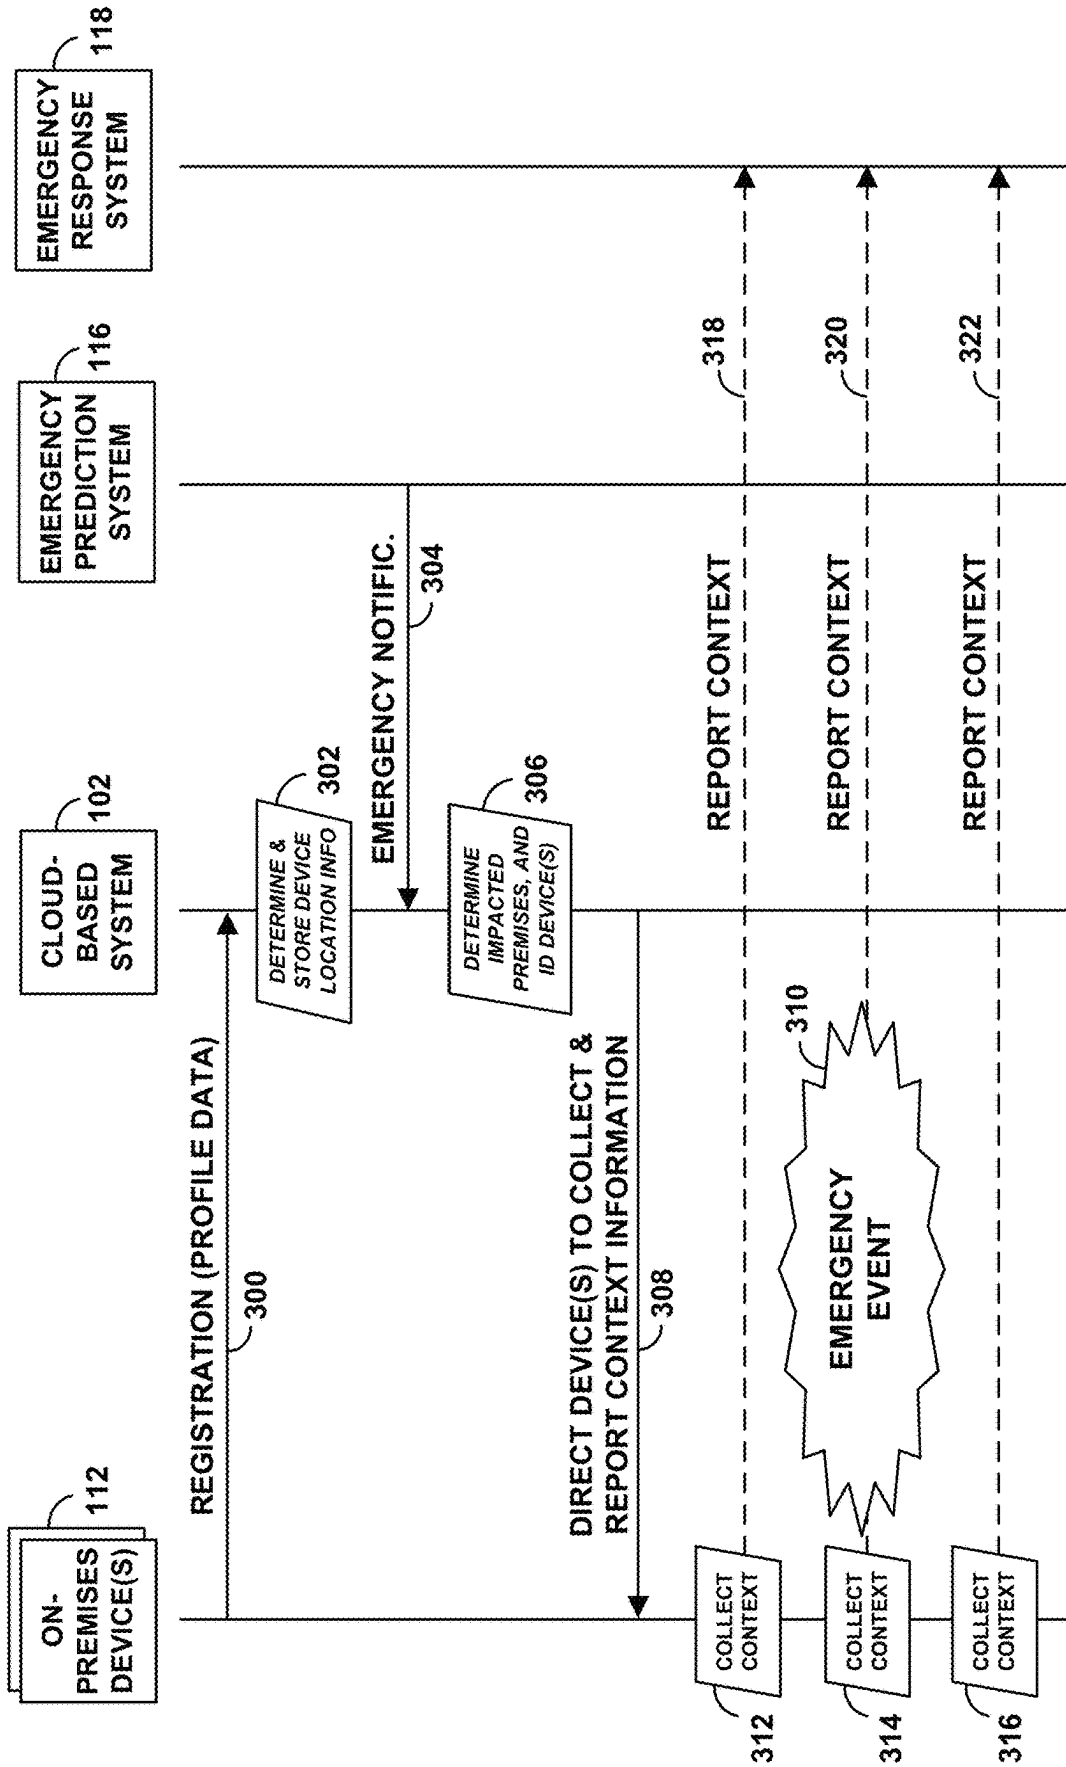 ON-
PREMISES
DEVICE(S)
112
CLOUD-
BASED
SYSTEM
102
EMERGENCY
PREDICTION
SYSTEM
116
EMERGENCY
RESPONSE
SYSTEM
118
REGISTRATION (PROFILE DATA)
300
DETERMINE &
STORE DEVICE
LOCATION INFO
302
EMERGENCY NOTIFIC.
304
DETERMINE
IMPACTED
PREMISES, AND
ID DEVICE(S)
306
DIRECT DEVICE(S) TO COLLECT &
REPORT CONTEXT INFORMATION
308
COLLECT
CONTEXT
312
REPORT CONTEXT
318
EMERGENCY
EVENT
310
COLLECT
CONTEXT
314
REPORT CONTEXT
320
COLLECT
CONTEXT
316
REPORT CONTEXT
322